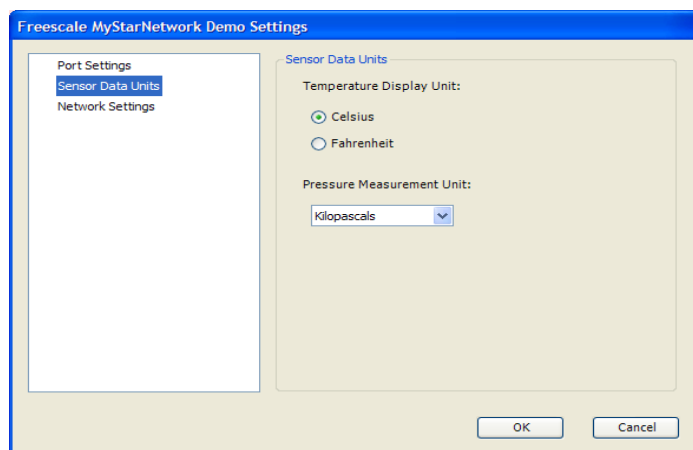 Freescale MyStarNetwork Demo Settings
Port Settings
Sensor Data Units
Network Settings
Sensor Data Units
Temperature Display Unit:
Celsius
Fahrenheit
Pressure Measurement Unit:
Kilopascals
OK
Cancel